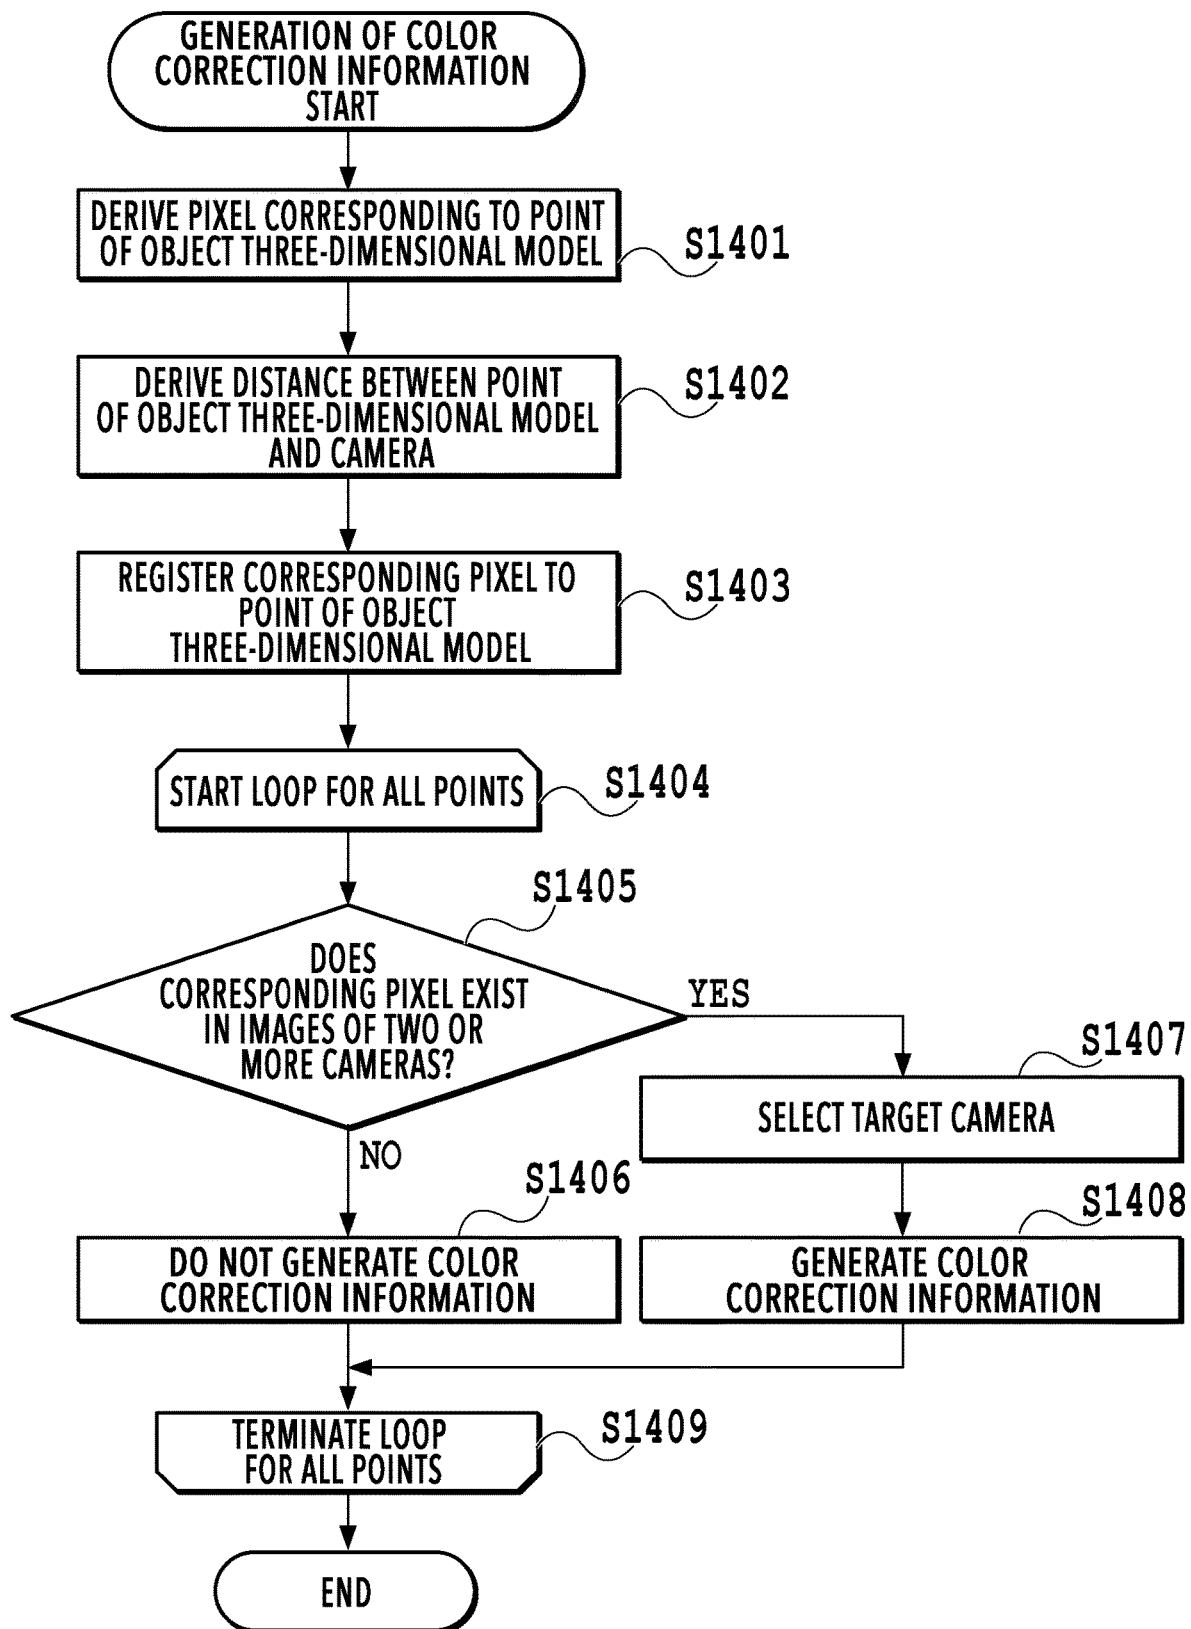 GENERATION OF COLOR
CORRECTION INFORMATION
START
DERIVE PIXEL CORRESPONDING TO POINT
OF OBJECT THREE-DIMENSIONAL MODEL
S1401
DERIVE DISTANCE BETWEEN POINT
OF OBJECT THREE-DIMENSIONAL MODEL
AND CAMERA
S1402
REGISTER CORRESPONDING PIXEL TO
POINT OF OBJECT
THREE-DIMENSIONAL MODEL
S1403
START LOOP FOR ALL POINTS
S1404
S1405
DOES
CORRESPONDING PIXEL EXIST
IN IMAGES OF TWO OR
MORE CAMERAS?
YES
NO
S1407
SELECT TARGET CAMERA
S1406
DO NOT GENERATE COLOR
CORRECTION INFORMATION
S1408
GENERATE COLOR
CORRECTION INFORMATION
TERMINATE LOOP
FOR ALL POINTS
S1409
END